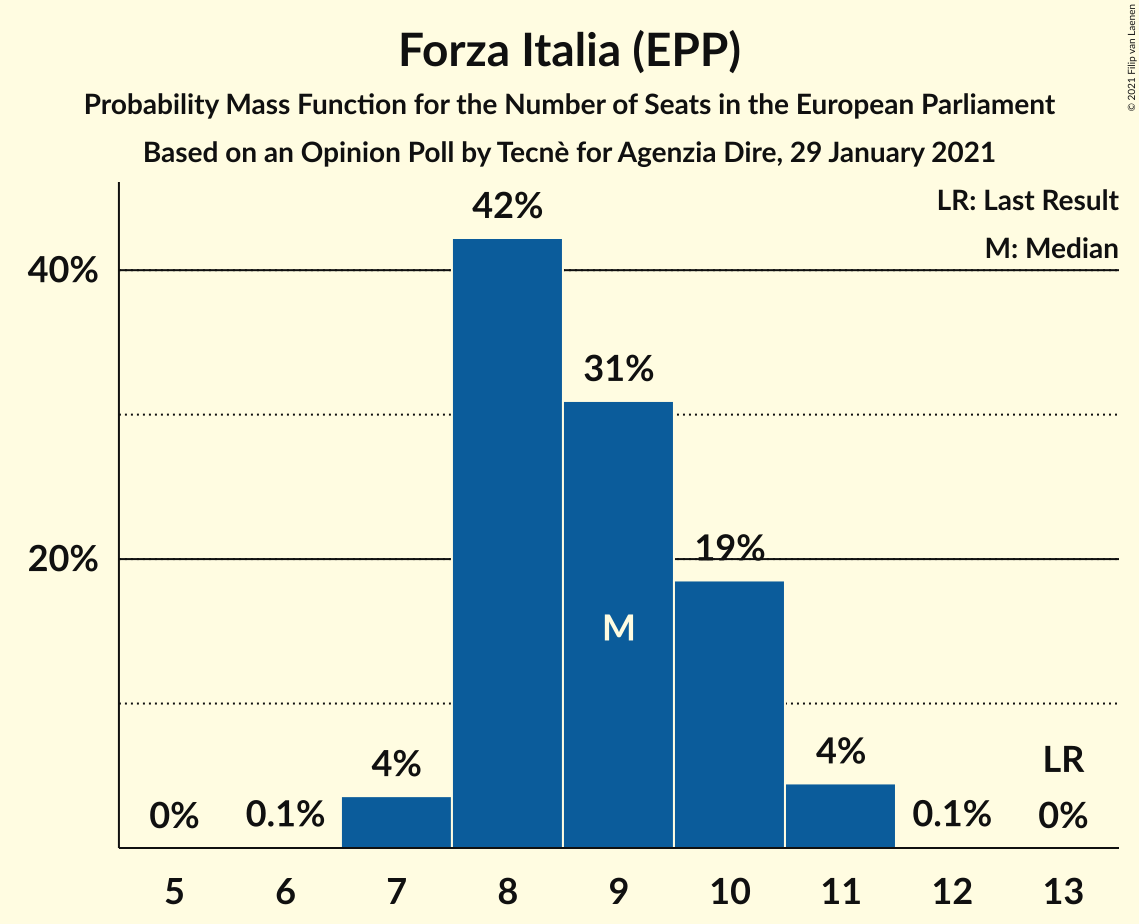 Forza Italia (EPP)
Probability Mass Function for the Number of Seats in the European Parliament
Based on an Opinion Poll by Tecnè for Agenzia Dire, 29 January 2021
© 2021 Filip van Laenen
LR: Last Result
M: Median
40%
20%
0%
0.1%
4%
42%
31%
M
19%
4%
0.1%
LR
0%
5
6
7
8
9
10
11
12
13